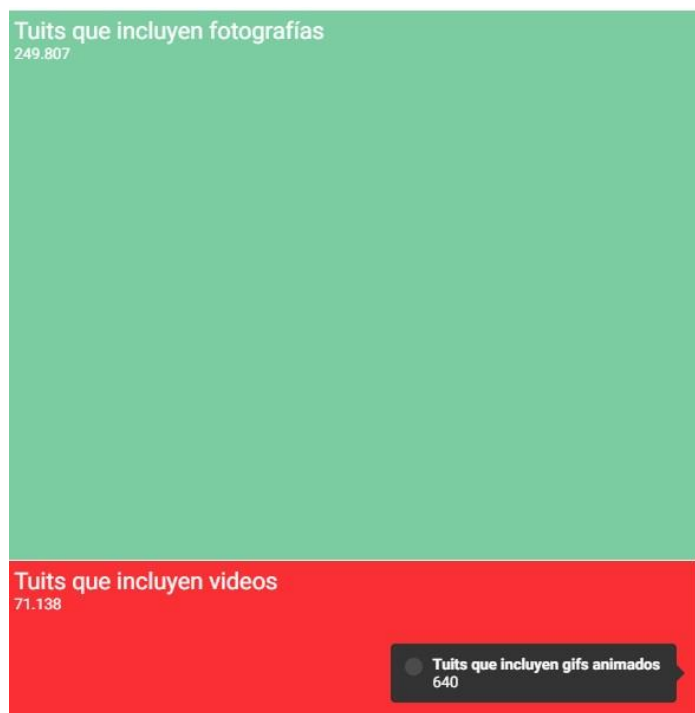 Tuits que incluyen fotografías
249.807
Tuits que incluyen videos
71.138
Tuits que incluyen gifs animados
640